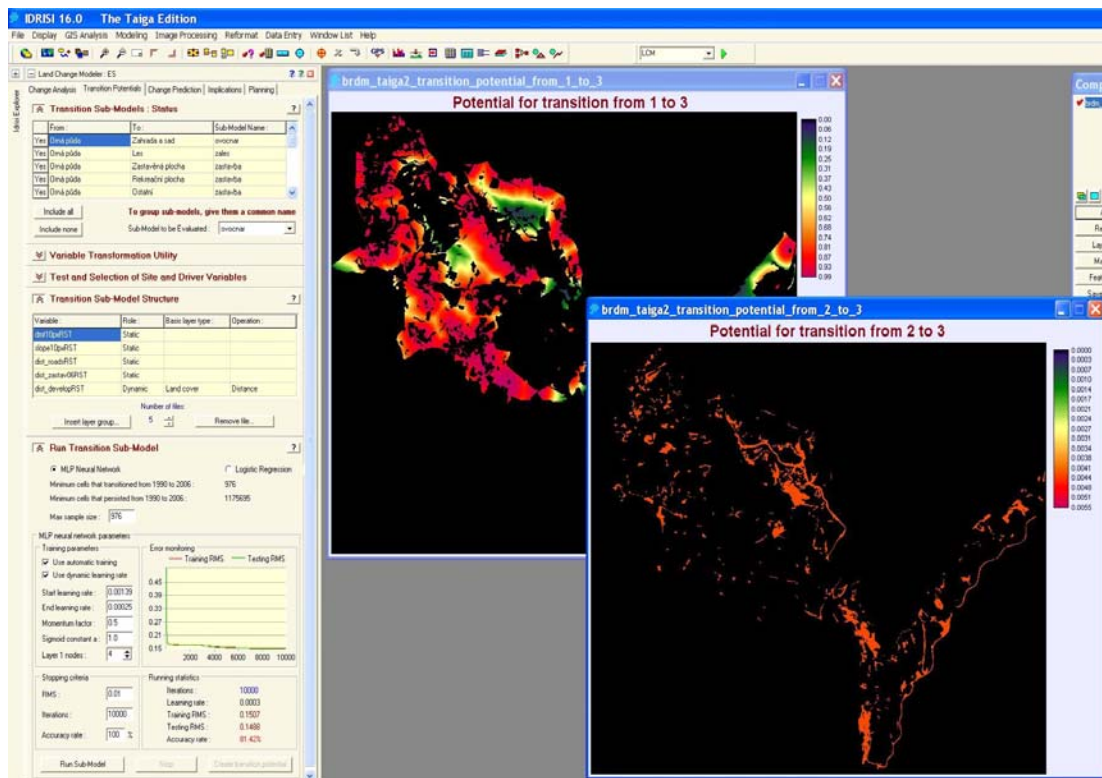 IDRISI 16.0 The Taiga Edition
File Display GIS Analysis Modeling Image Processing Reformat Data Entry Window List Help
LCM
Idrisi Explorer
Land Change Modeler : ES
Change Analysis Transition Potentials Change Prediction Implications Planning
Transition Sub-Models : Status
From : To : Sub-Model Name :
Yes Orná půda Zahrada a sad ovocnar
Yes Orná půda Les zales
Yes Orná půda Zastavěná plocha zastavba
Yes Orná půda Rekreační plocha zastavba
Yes Orná půda Ostatní zastavba
Include all To group sub-models, give them a common name
Include none Sub-Model to be Evaluated : ovocnar
Variable Transformation Utility
Test and Selection of Site and Driver Variables
Transition Sub-Model Structure
Variable : Role : Basis layer type : Operation :
dmt10pxRST Static
slope10pxRST Static
dist_roadsRST Static
dist_zastav06RST Static
dist_developRST Dynamic Land cover Distance
Number of files:
Insert layer group... 5 Remove file...
Run Transition Sub-Model
MLP Neural Network Logistic Regression
Minimum cells that transitioned from 1990 to 2006 : 976
Minimum cells that persisted from 1990 to 2006 : 1175695
Max sample size : 976
MLP neural network parameters
Training parameters
Use automatic training
Use dynamic learning rate
Start learning rate : 0.00139
End learning rate : 0.00025
Momentum factor : 0.5
Sigmoid constant a : 1.0
Layer 1 nodes : 4
Error monitoring
Training RMS Testing RMS
0.45
0.39
0.33
0.27
0.21
0.15
2000 4000 6000 8000 10000
Stopping criteria
RMS : 0.01
Iterations : 10000
Accuracy rate : 100 %
Running statistics
Iterations : 10000
Learning rate : 0.0003
Training RMS : 0.1507
Testing RMS : 0.1488
Accuracy rate : 81.42%
Run Sub-Model Stop Create transition potential
brdm_taiga2_transition_potential_from_1_to_3
Potential for transition from 1 to 3
0.00
0.06
0.12
0.19
0.25
0.31
0.37
0.43
0.50
0.56
0.62
0.68
0.74
0.81
0.87
0.93
0.99
brdm_taiga2_transition_potential_from_2_to_3
Potential for transition from 2 to 3
0.0000
0.0003
0.0007
0.0010
0.0014
0.0017
0.0021
0.0024
0.0027
0.0031
0.0034
0.0038
0.0041
0.0044
0.0048
0.0051
0.0055